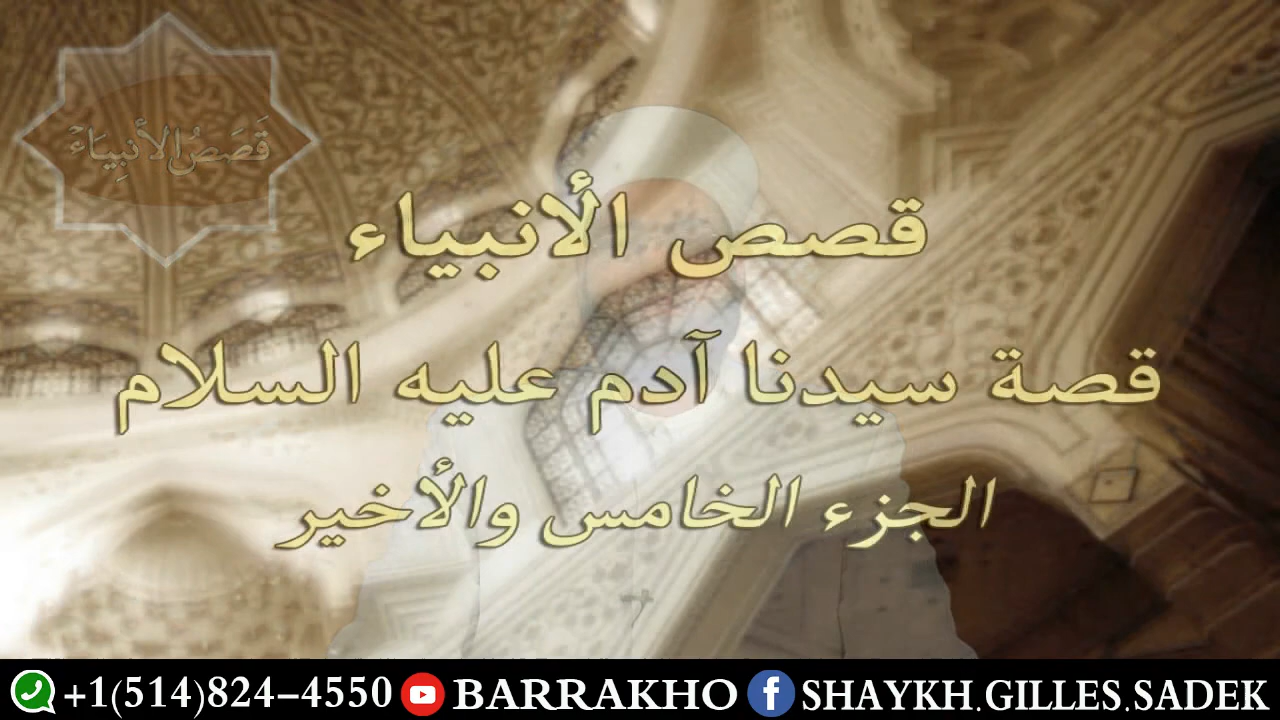 قَصَصُ الأَنبِيَاءِ
قصص الأنبياء
قصة سيدنا آدم عليه السلام
الجزء الخامس والأخير
+1(514)824-4550 BARRAKHO SHAYKH.GILLES.SADEK